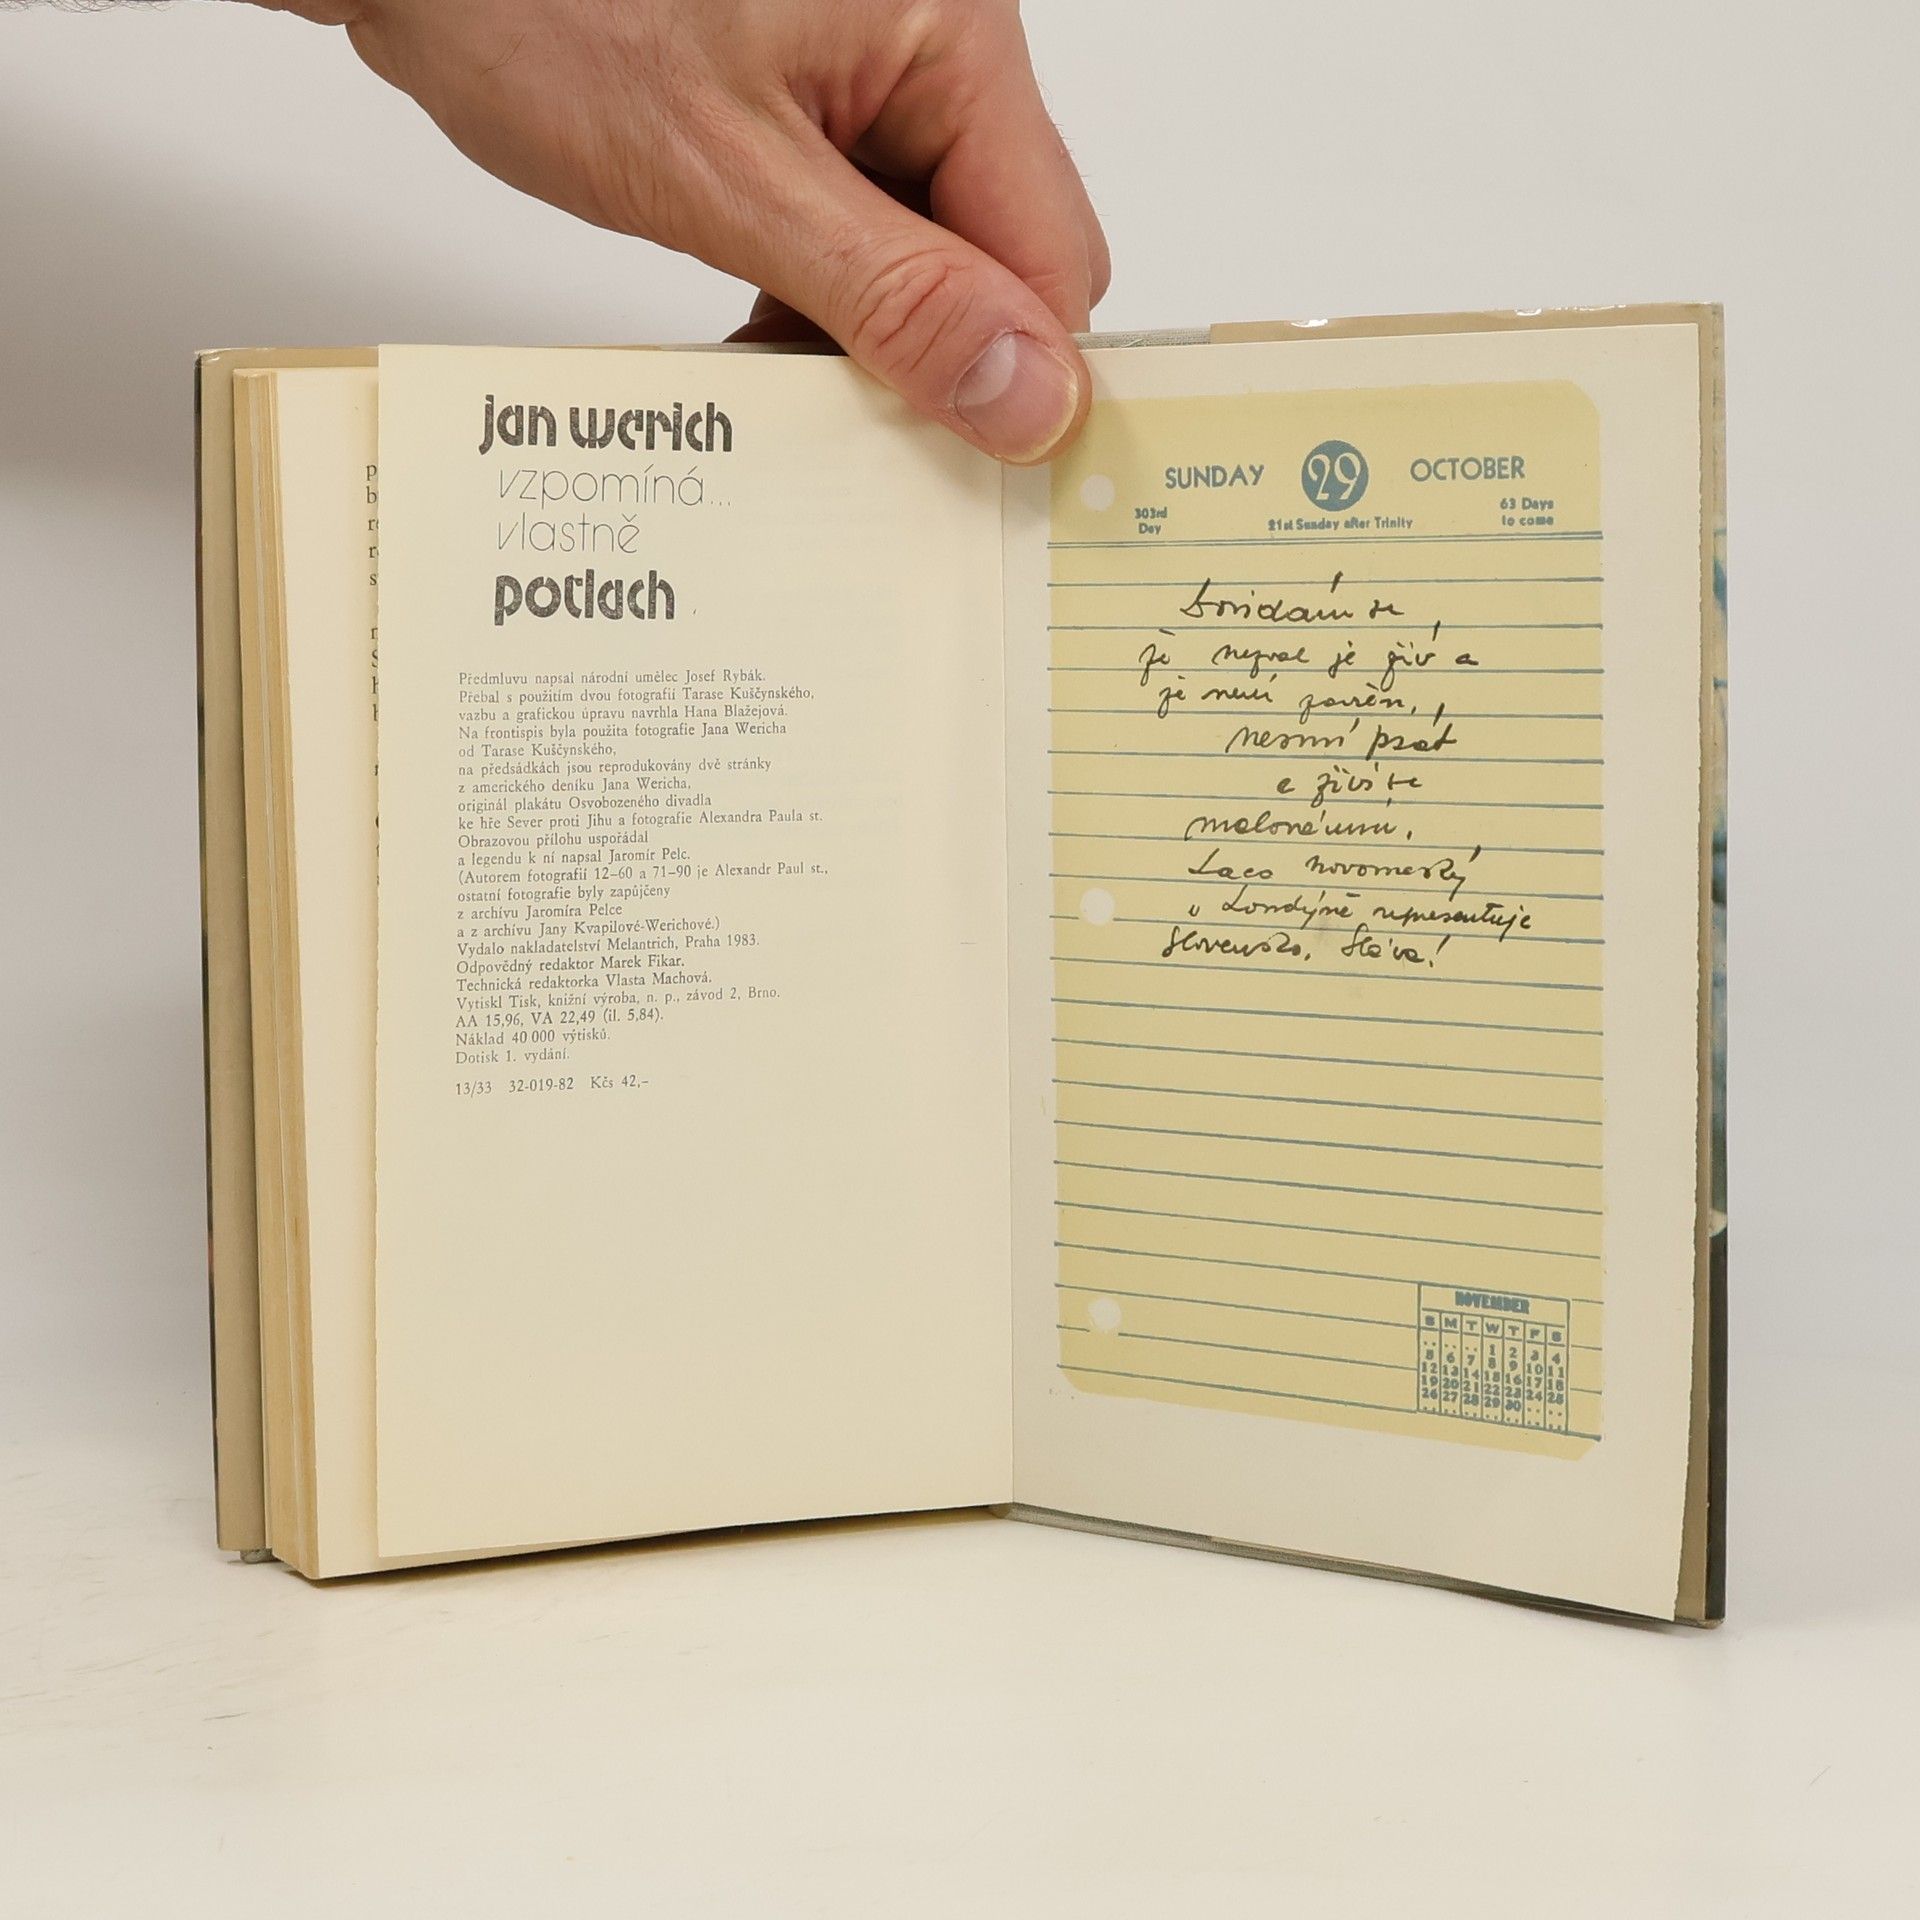 jan werich
vzpomíná...
vlastně
potlach
Předmluvu napsal národní umělec Josef Rybák.
Přebal s použitím dvou fotografií Tarase Kuščynského,
vazbu a grafickou úpravu navrhla Hana Blažejová.
Na frontispis byla použita fotografie Jana Wericha
od Tarase Kuščynského,
na předsádkách jsou reprodukovány dvě stránky
z amerického deníku Jana Wericha,
originál plakátu Osvobozeného divadla
ke hře Sever proti Jihu a fotografie Alexandra Paula st.
Obrazovou přílohu uspořádal
a legendu k ní napsal Jaromír Pelc.
(Autorem fotografií 12–60 a 71–90 je Alexandr Paul st.,
ostatní fotografie byly zapůjčeny
z archívu Jaromíra Pelce
a z archívu Jany Kvapilové-Werichové.)
Vydalo nakladatelství Melantrich, Praha 1983.
Odpovědný redaktor Marek Fikar.
Technická redaktorka Vlasta Machová.
Vytiskl Tisk, knižní výroba, n. p., závod 2, Brno.
AA 15,96, VA 22,49 (il. 5,84).
Náklad 40 000 výtisků.
Dotisk 1. vydání.
13/33 32-019-82 Kčs 42,–
SUNDAY 29 OCTOBER
303rd Day 21st Sunday after Trinity 63 Days to come
že nezval je živ a
že není zavřen,
nesmí psát
a živí se
malováním.
Laco Novomeský
v Londýně representuje
Slovensko. Sláva!
NOVEMBER
S M T W T F S
.. .. .. 1 2 3 4
5 6 7 8 9 10 11
12 13 14 15 16 17 18
19 20 21 22 23 24 25
26 27 28 29 30 .. ..